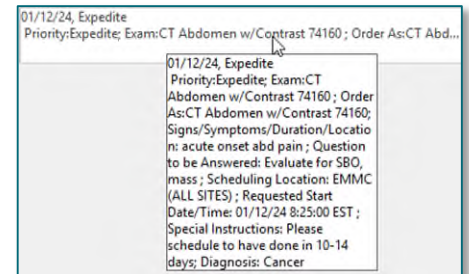 01/12/24, Expedite
Priority:Expedite; Exam:CT Abdomen w/Contrast 74160 ; Order As:CT Abd...
01/12/24, Expedite
Priority:Expedite; Exam:CT
Abdomen w/Contrast 74160 ; Order
As:CT Abdomen w/Contrast 74160;
Signs/Symptoms/Duration/Locatio
n: acute onset abd pain ; Question
to be Answered: Evaluate for SBO,
mass ; Scheduling Location: EMMC
(ALL SITES) ; Requested Start
Date/Time: 01/12/24 8:25:00 EST ;
Special Instructions: Please
schedule to have done in 10-14
days; Diagnosis: Cancer